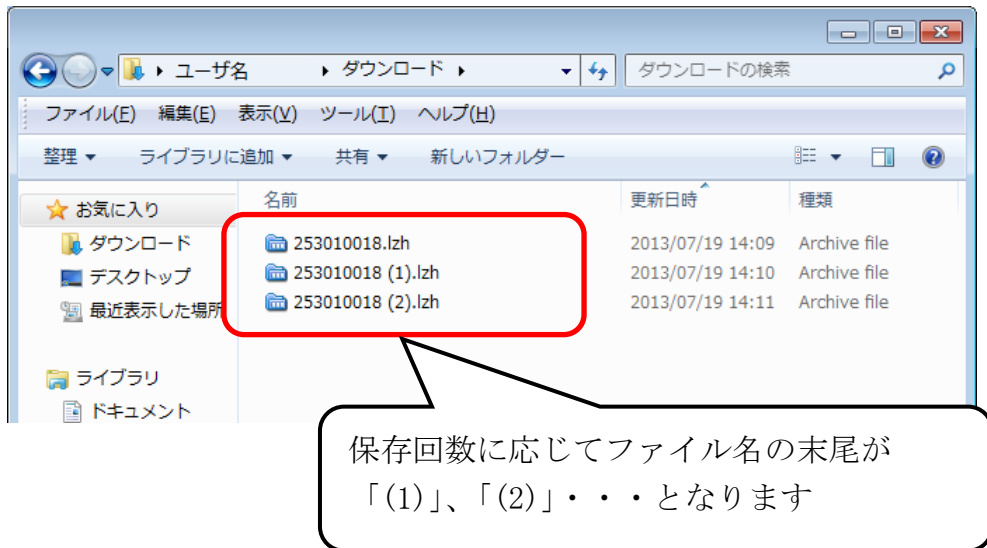 ユーザ名 ダウンロード ダウンロードの検索
ファイル(F) 編集(E) 表示(V) ツール(T) ヘルプ(H)
整理 ライブラリに追加 共有 新しいフォルダー
お気に入り
ダウンロード
デスクトップ
最近表示した場所
ライブラリ
ドキュメント
名前 更新日時 種類
253010018.lzh 2013/07/19 14:09 Archive file
253010018 (1).lzh 2013/07/19 14:10 Archive file
253010018 (2).lzh 2013/07/19 14:11 Archive file
保存回数に応じてファイル名の末尾が
「(1)」、「(2)」・・・となります